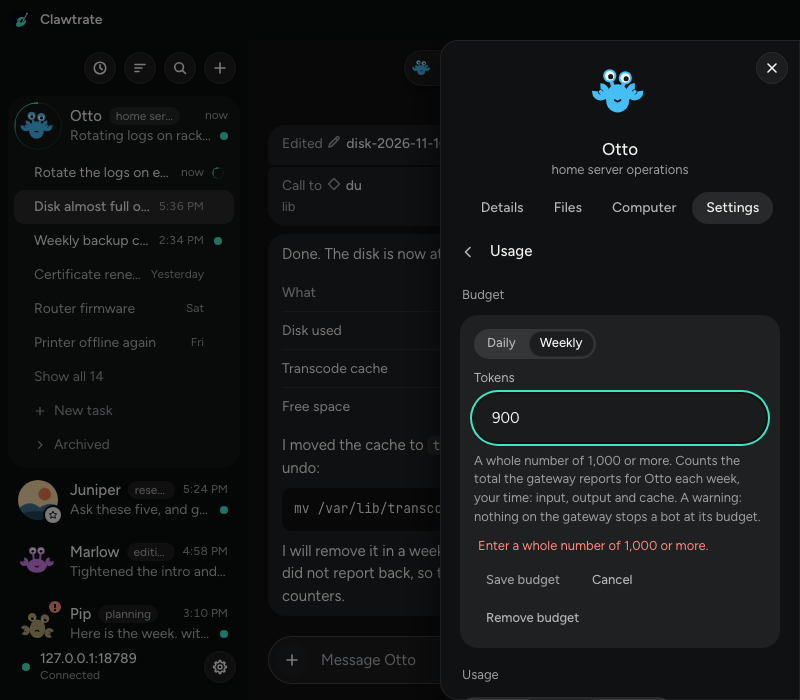 Clawtrate
Otto home ser... now
Rotating logs on rack...
Rotate the logs on e... now
Disk almost full o... 5:36 PM
Weekly backup c... 2:34 PM
Certificate rene... Yesterday
Router firmware Sat
Printer offline again Fri
Show all 14
New task
Archived
Juniper rese... 5:24 PM
Ask these five, and g...
Marlow editi... 4:58 PM
Tightened the intro and...
Pip planning 3:10 PM
Here is the week. wit...
127.0.0.1:18789
Connected
Edited disk-2026-11-1
Call to du
lib
Done. The disk is now at
What
Disk used
Transcode cache
Free space
I moved the cache to
undo:
mv /var/lib/transco
I will remove it in a week
did not report back, so t
counters.
Message Otto
Otto
home server operations
Details Files Computer Settings
Usage
Budget
Daily Weekly
Tokens
900
A whole number of 1,000 or more. Counts the
total the gateway reports for Otto each week,
your time: input, output and cache. A warning:
nothing on the gateway stops a bot at its budget.
Enter a whole number of 1,000 or more.
Save budget Cancel
Remove budget
Usage